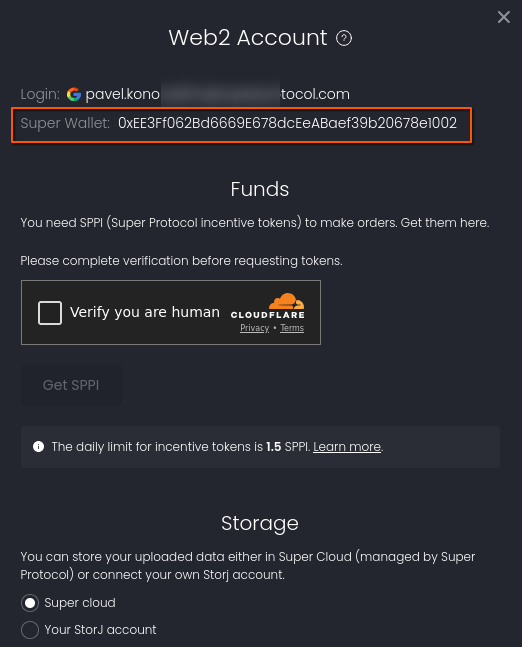 Web2 Account ?
Login: G pavel.kono tocol.com
Super Wallet: 0xEE3Ff062Bd6669E678dcEeABaef39b20678e1002
Funds
You need SPPI (Super Protocol incentive tokens) to make orders. Get them here.
Please complete verification before requesting tokens.
Verify you are human
CLOUDFLARE
Privacy • Terms
Get SPPI
The daily limit for incentive tokens is 1.5 SPPI. Learn more.
Storage
You can store your uploaded data either in Super Cloud (managed by Super
Protocol) or connect your own Storj account.
Super cloud
Your StorJ account